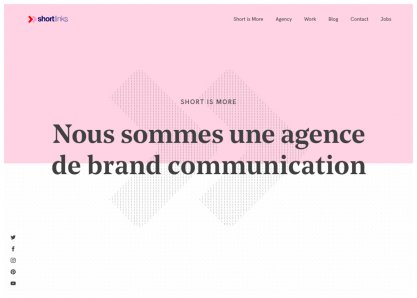 shortlinks
Short is More Agency Work Blog Contact Jobs
SHORT IS MORE
Nous sommes une agence
de brand communication